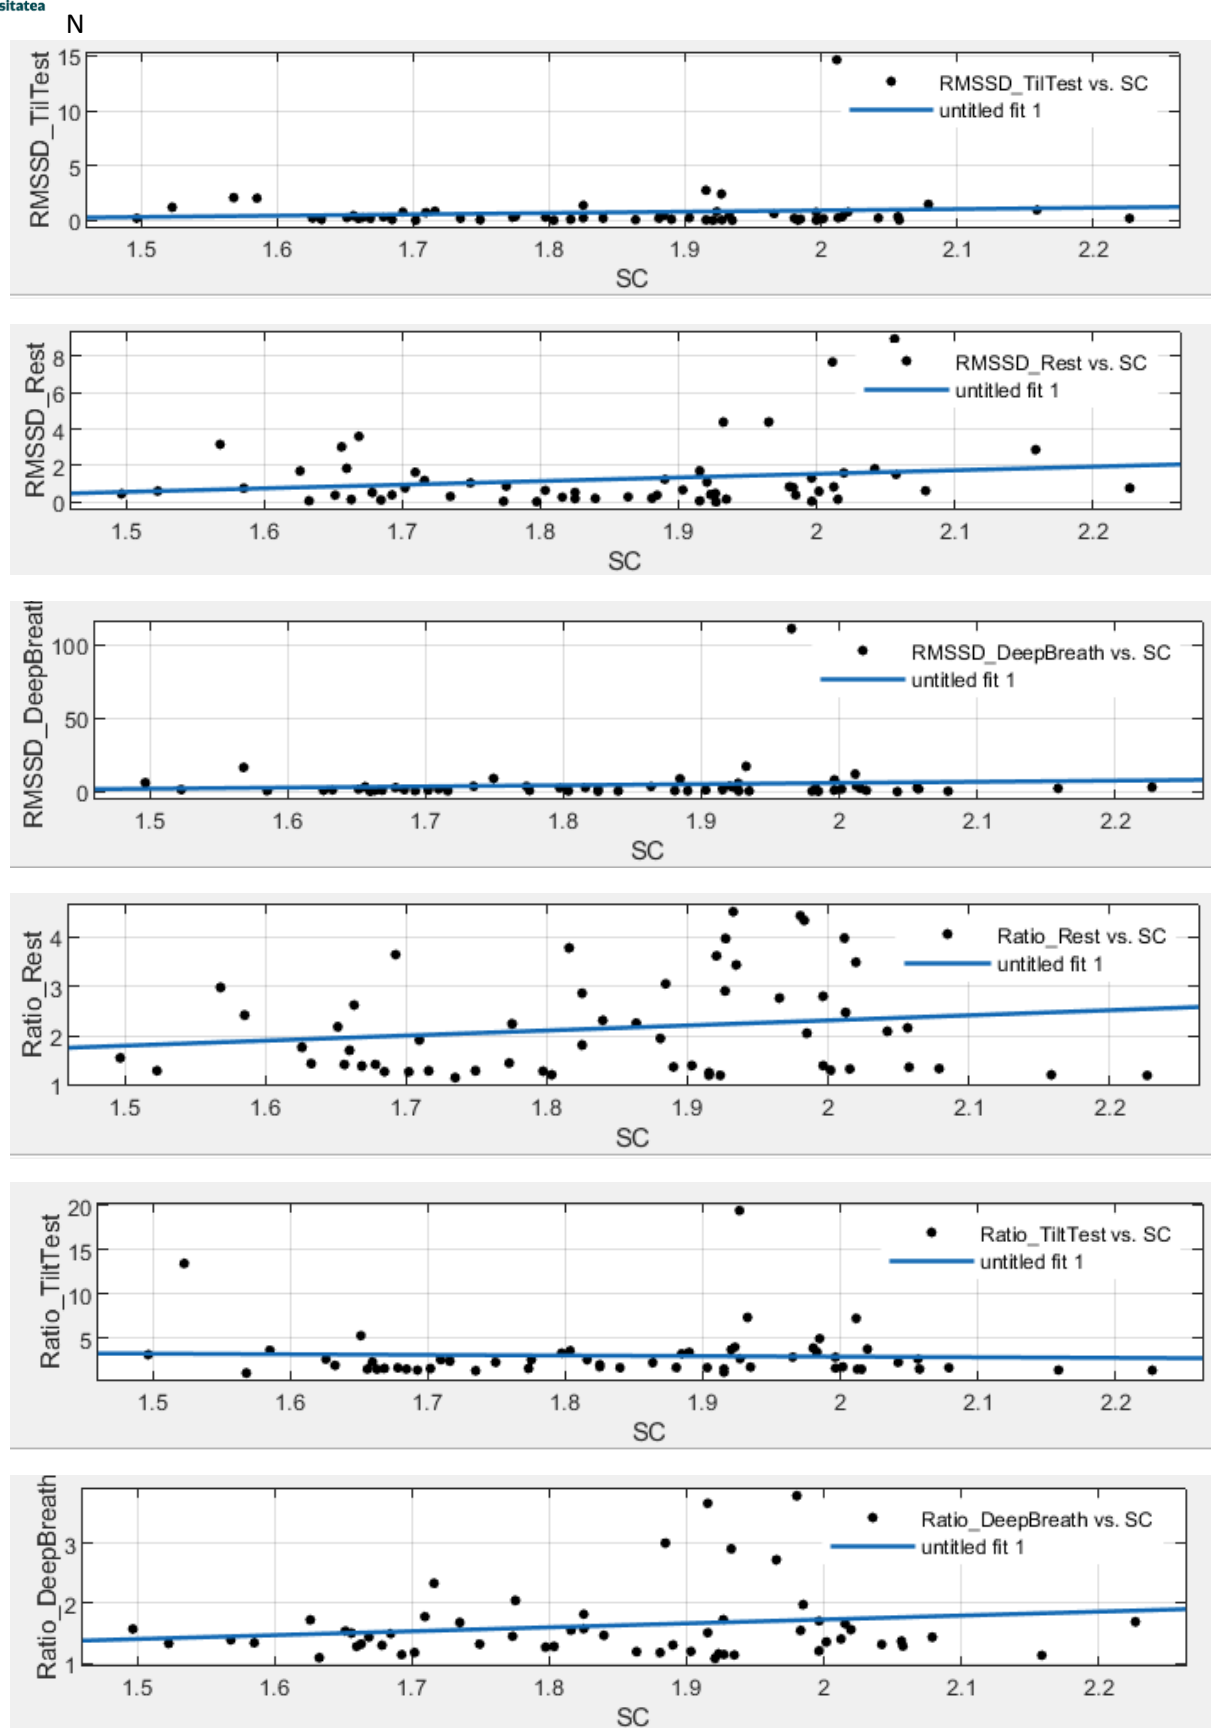 sitatea
N
RMSSD_TilTest
15
10
5
0
RMSSD_TilTest vs. SC
untitled fit 1
1.5 1.6 1.7 1.8 1.9 2 2.1 2.2
SC
RMSSD_Rest
8
6
4
2
0
RMSSD_Rest vs. SC
untitled fit 1
1.5 1.6 1.7 1.8 1.9 2 2.1 2.2
SC
RMSSD_DeepBreath
100
50
0
RMSSD_DeepBreath vs. SC
untitled fit 1
1.5 1.6 1.7 1.8 1.9 2 2.1 2.2
SC
Ratio_Rest
4
3
2
1
Ratio_Rest vs. SC
untitled fit 1
1.5 1.6 1.7 1.8 1.9 2 2.1 2.2
SC
Ratio_TiltTest
20
15
10
5
Ratio_TiltTest vs. SC
untitled fit 1
1.5 1.6 1.7 1.8 1.9 2 2.1 2.2
SC
Ratio_DeepBreath
3
2
1
Ratio_DeepBreath vs. SC
untitled fit 1
1.5 1.6 1.7 1.8 1.9 2 2.1 2.2
SC